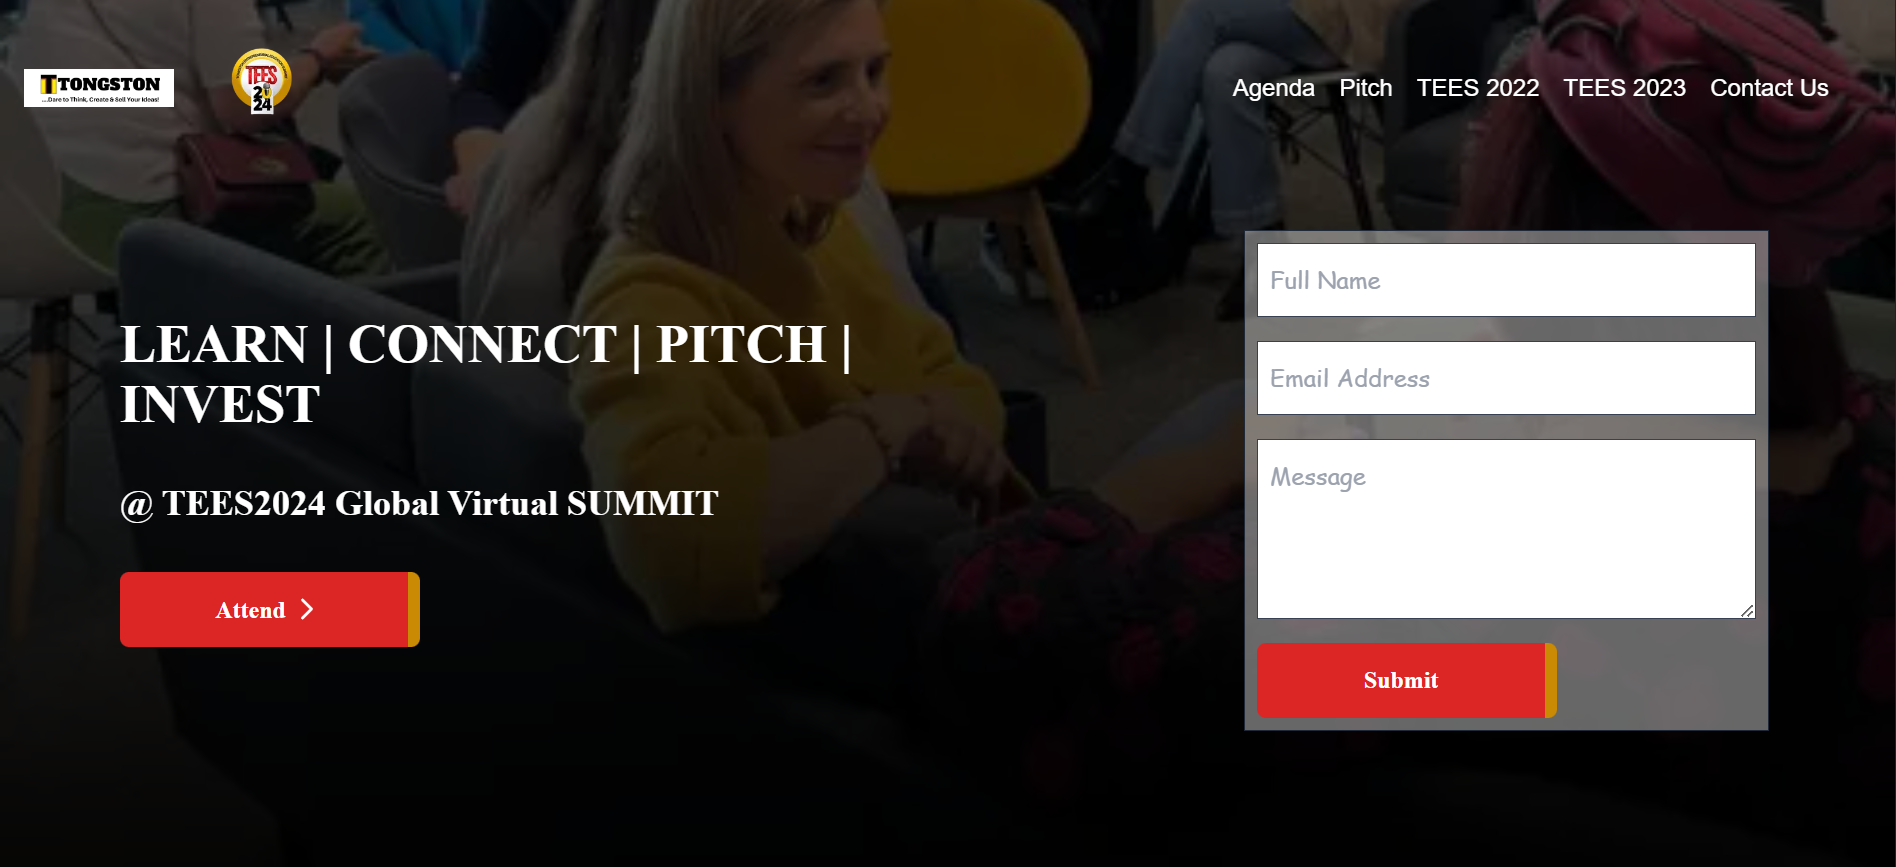 TTONGSTON
....Dare to Think, Create & Sell Your Ideas!
TEES
2024
Agenda Pitch TEES 2022 TEES 2023 Contact Us
LEARN | CONNECT | PITCH |
INVEST
@ TEES2024 Global Virtual SUMMIT
Attend
Full Name
Email Address
Message
Submit